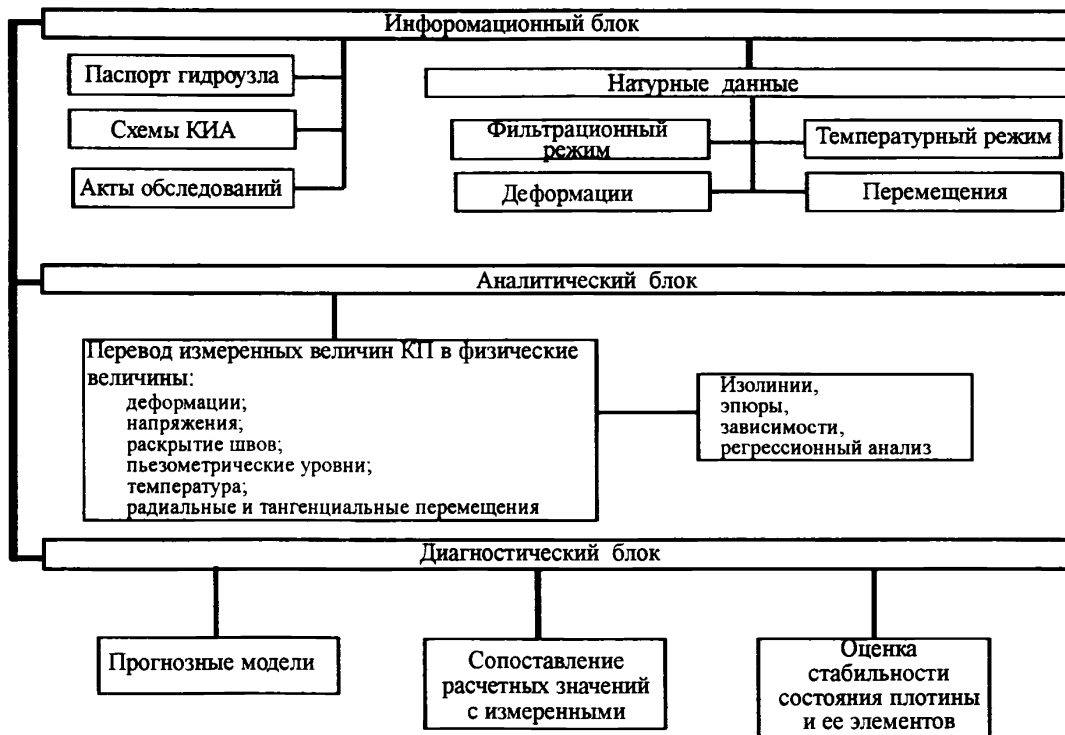 Инфоромационный блок
Паспорт гидроузла
Схемы КИА
Акты обследований
Натурные данные
Фильтрационный
режим
Температурный режим
Деформации
Перемещения
Аналитический блок
Перевод измеренных величин КП в физические
величины:
деформации;
напряжения;
раскрытие швов;
пьезометрические уровни;
температура;
радиальные и тангенциальные перемещения
Изолинии,
эпюры,
зависимости,
регрессионный анализ
Диагностический блок
Прогнозные модели
Сопоставление
расчетных значений
с измеренными
Оценка
стабильности
состояния плотины
и ее элементов